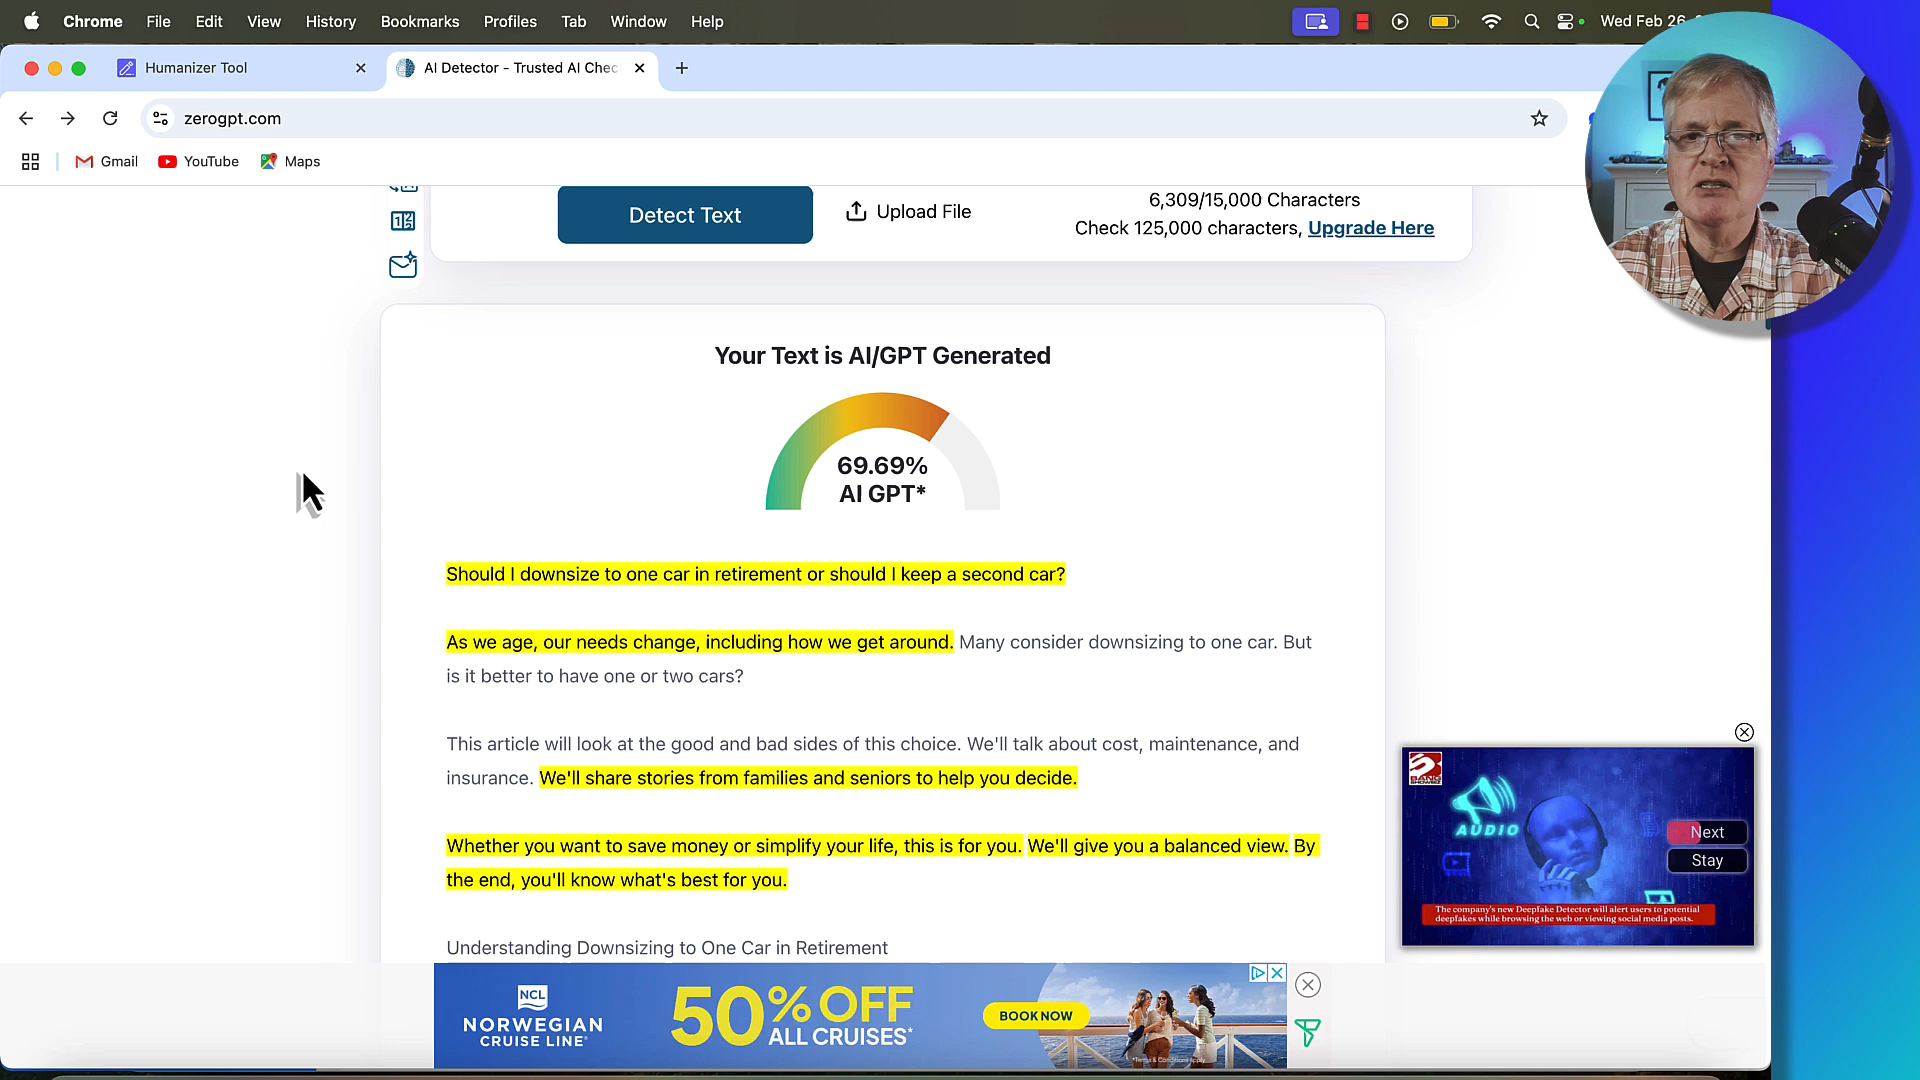 Chrome File Edit View History Bookmarks Profiles Tab Window Help Wed Feb 26
Humanizer Tool AI Detector - Trusted AI Chec
zerogpt.com
Gmail YouTube Maps
6,309/15,000 Characters
Detect Text Upload File
Check 125,000 characters, Upgrade Here
Your Text is AI/GPT Generated
69.69%
AI GPT*
Should I downsize to one car in retirement or should I keep a second car?
As we age, our needs change, including how we get around. Many consider downsizing to one car. But
is it better to have one or two cars?
This article will look at the good and bad sides of this choice. We'll talk about cost, maintenance, and
insurance. We'll share stories from families and seniors to help you decide.
Whether you want to save money or simplify your life, this is for you. We'll give you a balanced view. By
the end, you'll know what's best for you.
Understanding Downsizing to One Car in Retirement
BANG
SHOWBIZ
AUDIO
Next
Stay
The company's new Deepfake Detector will alert users to potential
deepfakes while browsing the web or viewing social media posts.
NCL
NORWEGIAN
CRUISE LINE®
50% OFF
ALL CRUISES*
BOOK NOW
*Terms & Conditions apply